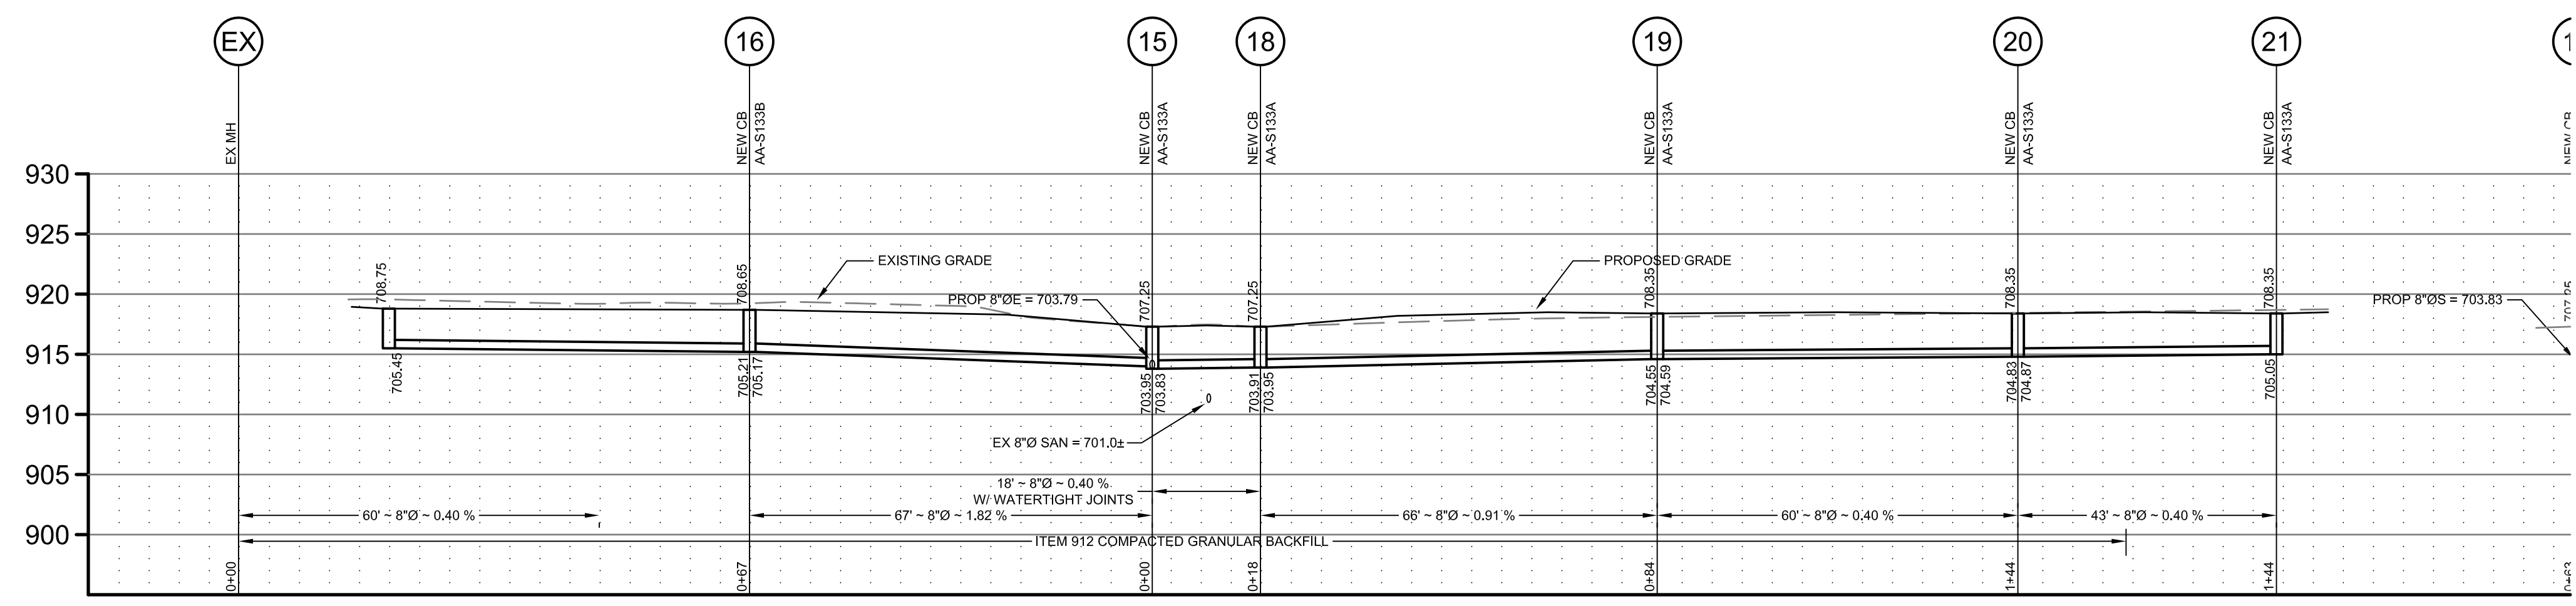 EX
16
15
18
19
20
21
EX MH
NEW CB
AA-S133B
NEW CB
AA-S133A
NEW CB
AA-S133A
NEW CB
AA-S133A
NEW CB
AA-S133A
NEW CB
AA-S133A
NEW CB
930
925
920
915
910
905
900
708.75
708.65
EXISTING GRADE
PROP 8"ØE = 703.79
707.25
707.25
PROPOSED GRADE
708.35
708.35
708.35
PROP 8"ØS = 703.83
707.25
705.45
705.21
705.17
703.95
703.83
703.91
703.95
704.55
704.59
704.83
704.87
705.05
EX 8"Ø SAN = 701.0±
18' ~ 8"Ø ~ 0.40 %
W/ WATERTIGHT JOINTS
60' ~ 8"Ø ~ 0.40 %
67' ~ 8"Ø ~ 1.82 %
66' ~ 8"Ø ~ 0.91 %
60' ~ 8"Ø ~ 0.40 %
43' ~ 8"Ø ~ 0.40 %
ITEM 912 COMPACTED GRANULAR BACKFILL
0+00
0+67
0+00
0+18
0+84
1+44
1+44
0+63